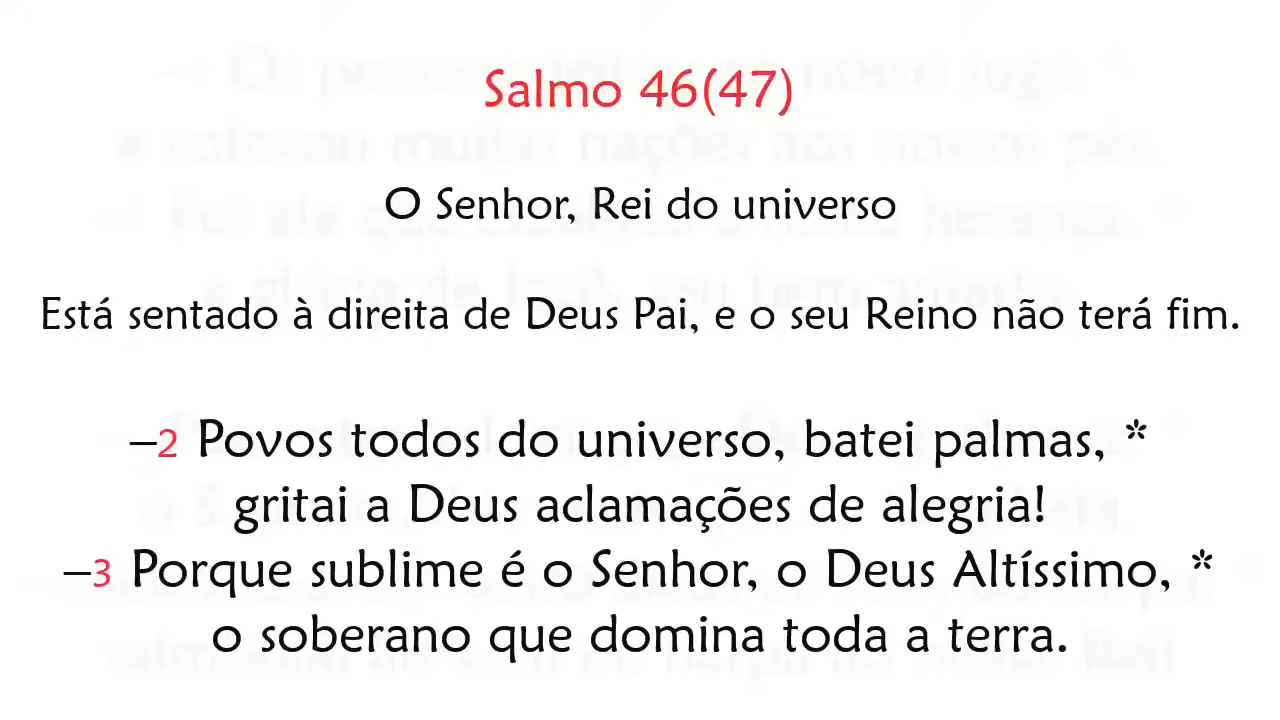 Salmo 46(47)
O Senhor, Rei do universo
Está sentado à direita de Deus Pai, e o seu Reino não terá fim.
–2 Povos todos do universo, batei palmas, *
gritai a Deus aclamações de alegria!
–3 Porque sublime é o Senhor, o Deus Altíssimo, *
o soberano que domina toda a terra.